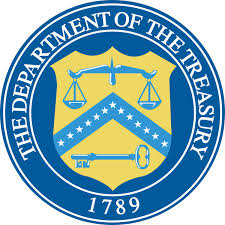 THE DEPARTMENT OF THE TREASURY
1789